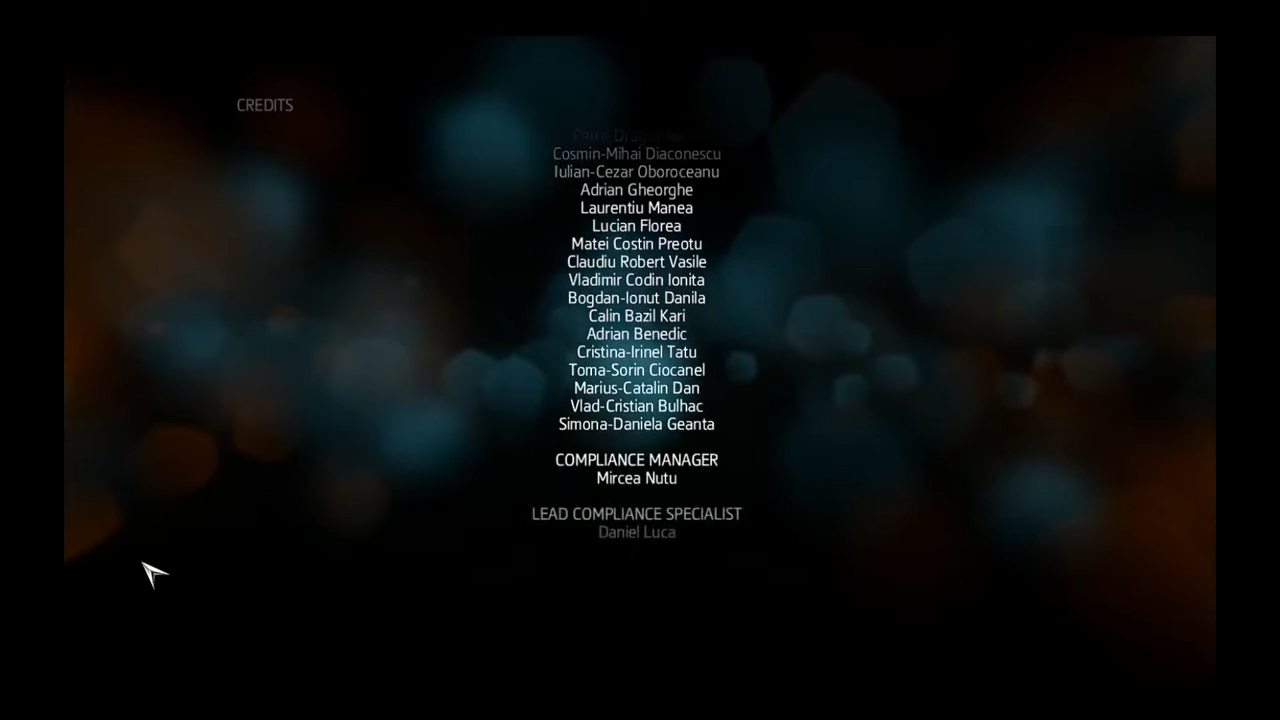 CREDITS
Cosmin-Mihai Diaconescu
Iulian-Cezar Oboroceanu
Adrian Gheorghe
Laurentiu Manea
Lucian Florea
Matei Costin Preotu
Claudiu Robert Vasile
Vladimir Codin Ionita
Bogdan-Ionut Danila
Calin Bazil Kari
Adrian Benedic
Cristina-Irinel Tatu
Toma-Sorin Ciocanel
Marius-Catalin Dan
Vlad-Cristian Bulhac
Simona-Daniela Geanta
COMPLIANCE MANAGER
Mircea Nutu
LEAD COMPLIANCE SPECIALIST
Daniel Luca